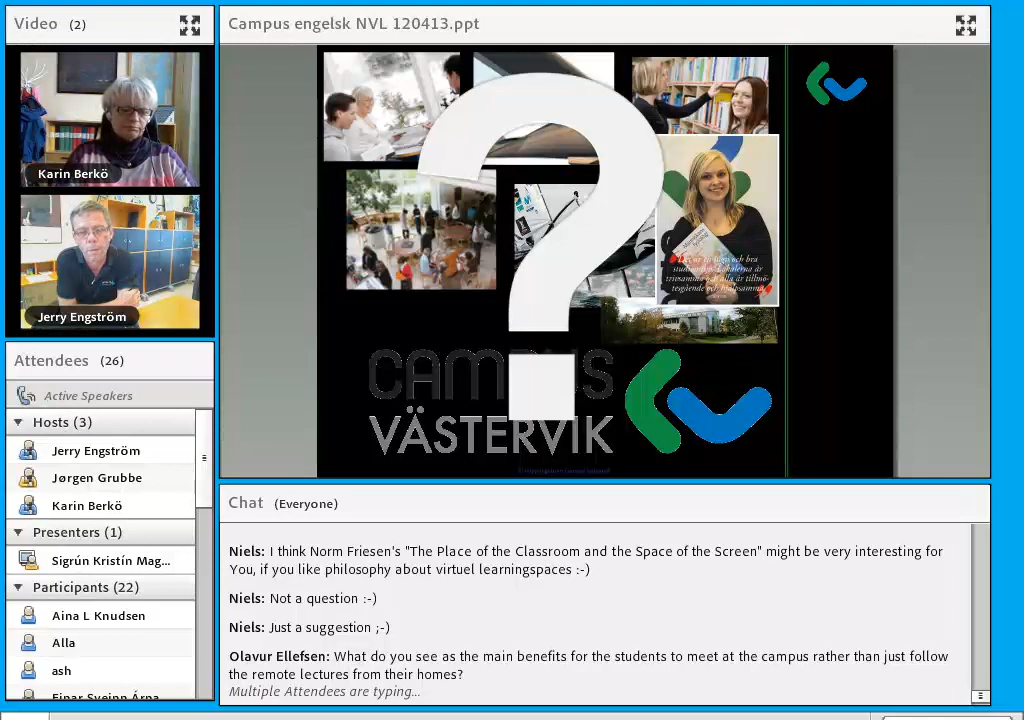 Video (2)
Karin Berkö
Jerry Engström
Attendees (26)
Active Speakers
Hosts (3)
Jerry Engström
Jørgen Grubbe
Karin Berkö
Presenters (1)
Sigrún Kristín Mag...
Participants (22)
Aina L Knudsen
Alla
ash
Einar Sveinn Árna...
Campus engelsk NVL 120413.ppt
CAMPUS
VÄSTERVIK
Chat (Everyone)
Niels: I think Norm Friesen's "The Place of the Classroom and the Space of the Screen" might be very interesting for
You, if you like philosophy about virtuel learningspaces :-)
Niels: Not a question :-)
Niels: Just a suggestion ;-)
Olavur Ellefsen: What do you see as the main benefits for the students to meet at the campus rather than just follow
the remote lectures from their homes?
Multiple Attendees are typing...